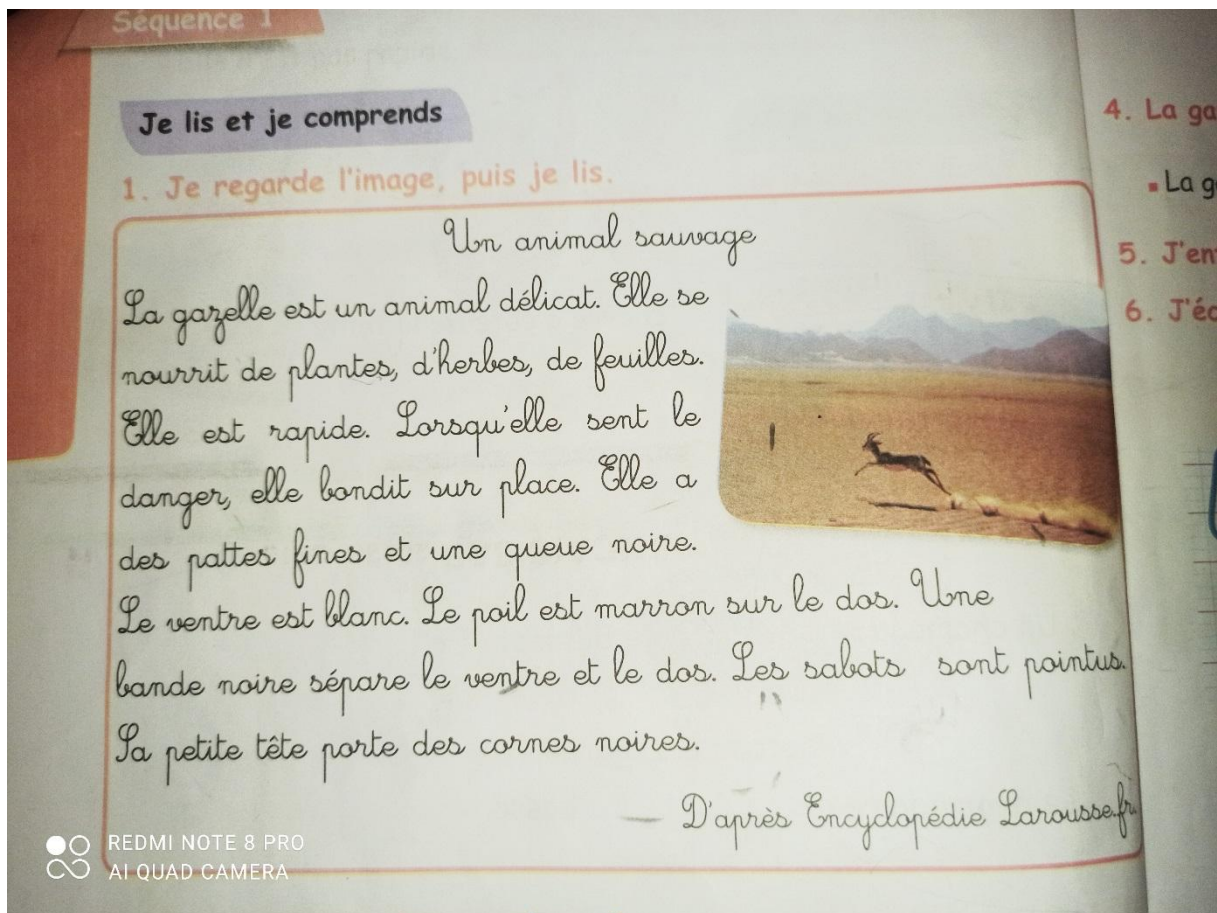 Séquence 1
Je lis et je comprends
1. Je regarde l'image, puis je lis.
Un animal sauvage
La gazelle est un animal délicat. Elle se
nourrit de plantes, d'herbes, de feuilles.
Elle est rapide. Lorsqu'elle sent le
danger, elle bondit sur place. Elle a
des pattes fines et une queue noire.
Le ventre est blanc. Le poil est marron sur le dos. Une
bande noire sépare le ventre et le dos. Les sabots sont pointus.
Sa petite tête porte des cornes noires.
D'après Encyclopédie Larousse.fr.
4. La ga
▪ La g
5. J'en
6. J'éc
REDMI NOTE 8 PRO
AI QUAD CAMERA